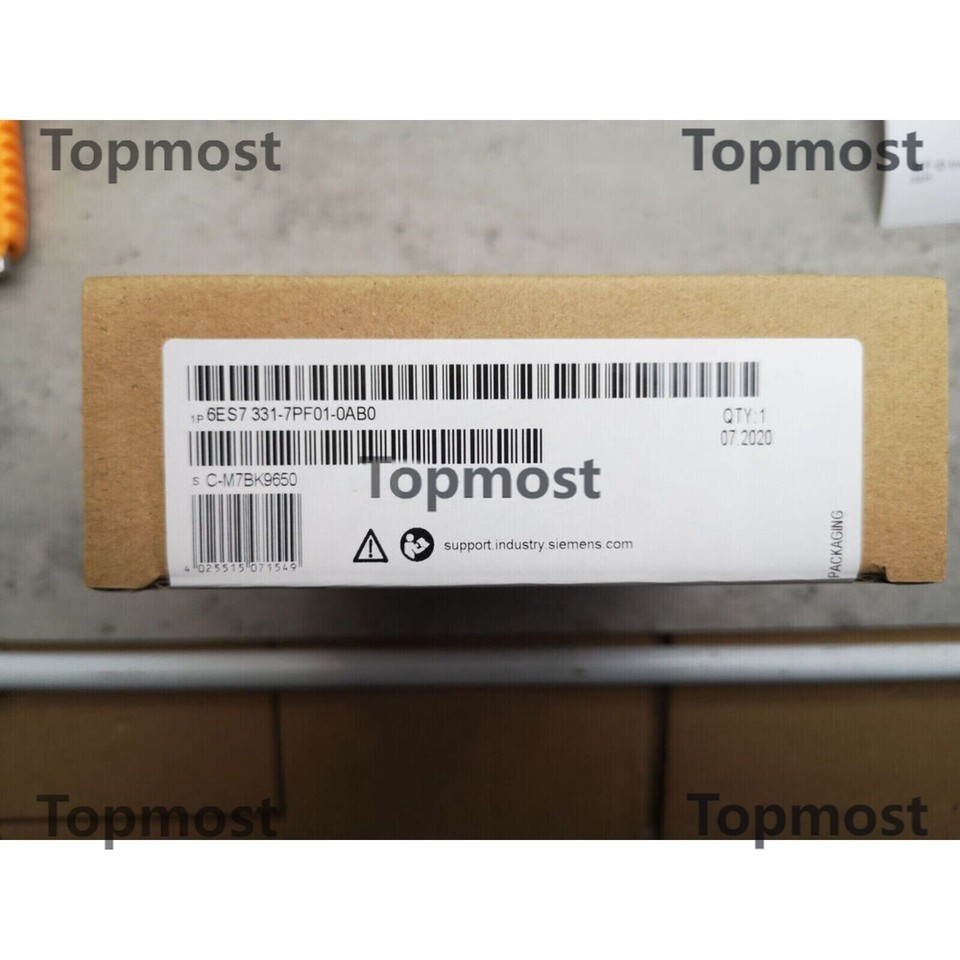 Topmost Topmost
1P 6ES7 331-7PF01-0AB0
QTY:1
07.2020
S C-M7BK9650
Topmost
support.industry.siemens.com
4 025515 071549
PACKAGING
Topmost Topmost